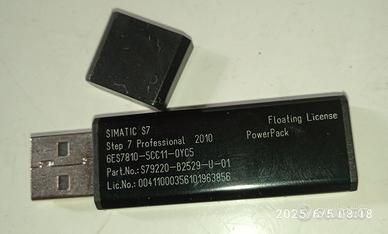 SIMATIC S7
Floating License
Step 7 Professional 2010
PowerPack
6ES7810-5CC11-0YC5
Part.No.: S79220-B2529-U-01
Lic.No.: 00411000356101963856
2025/6/5 08:18